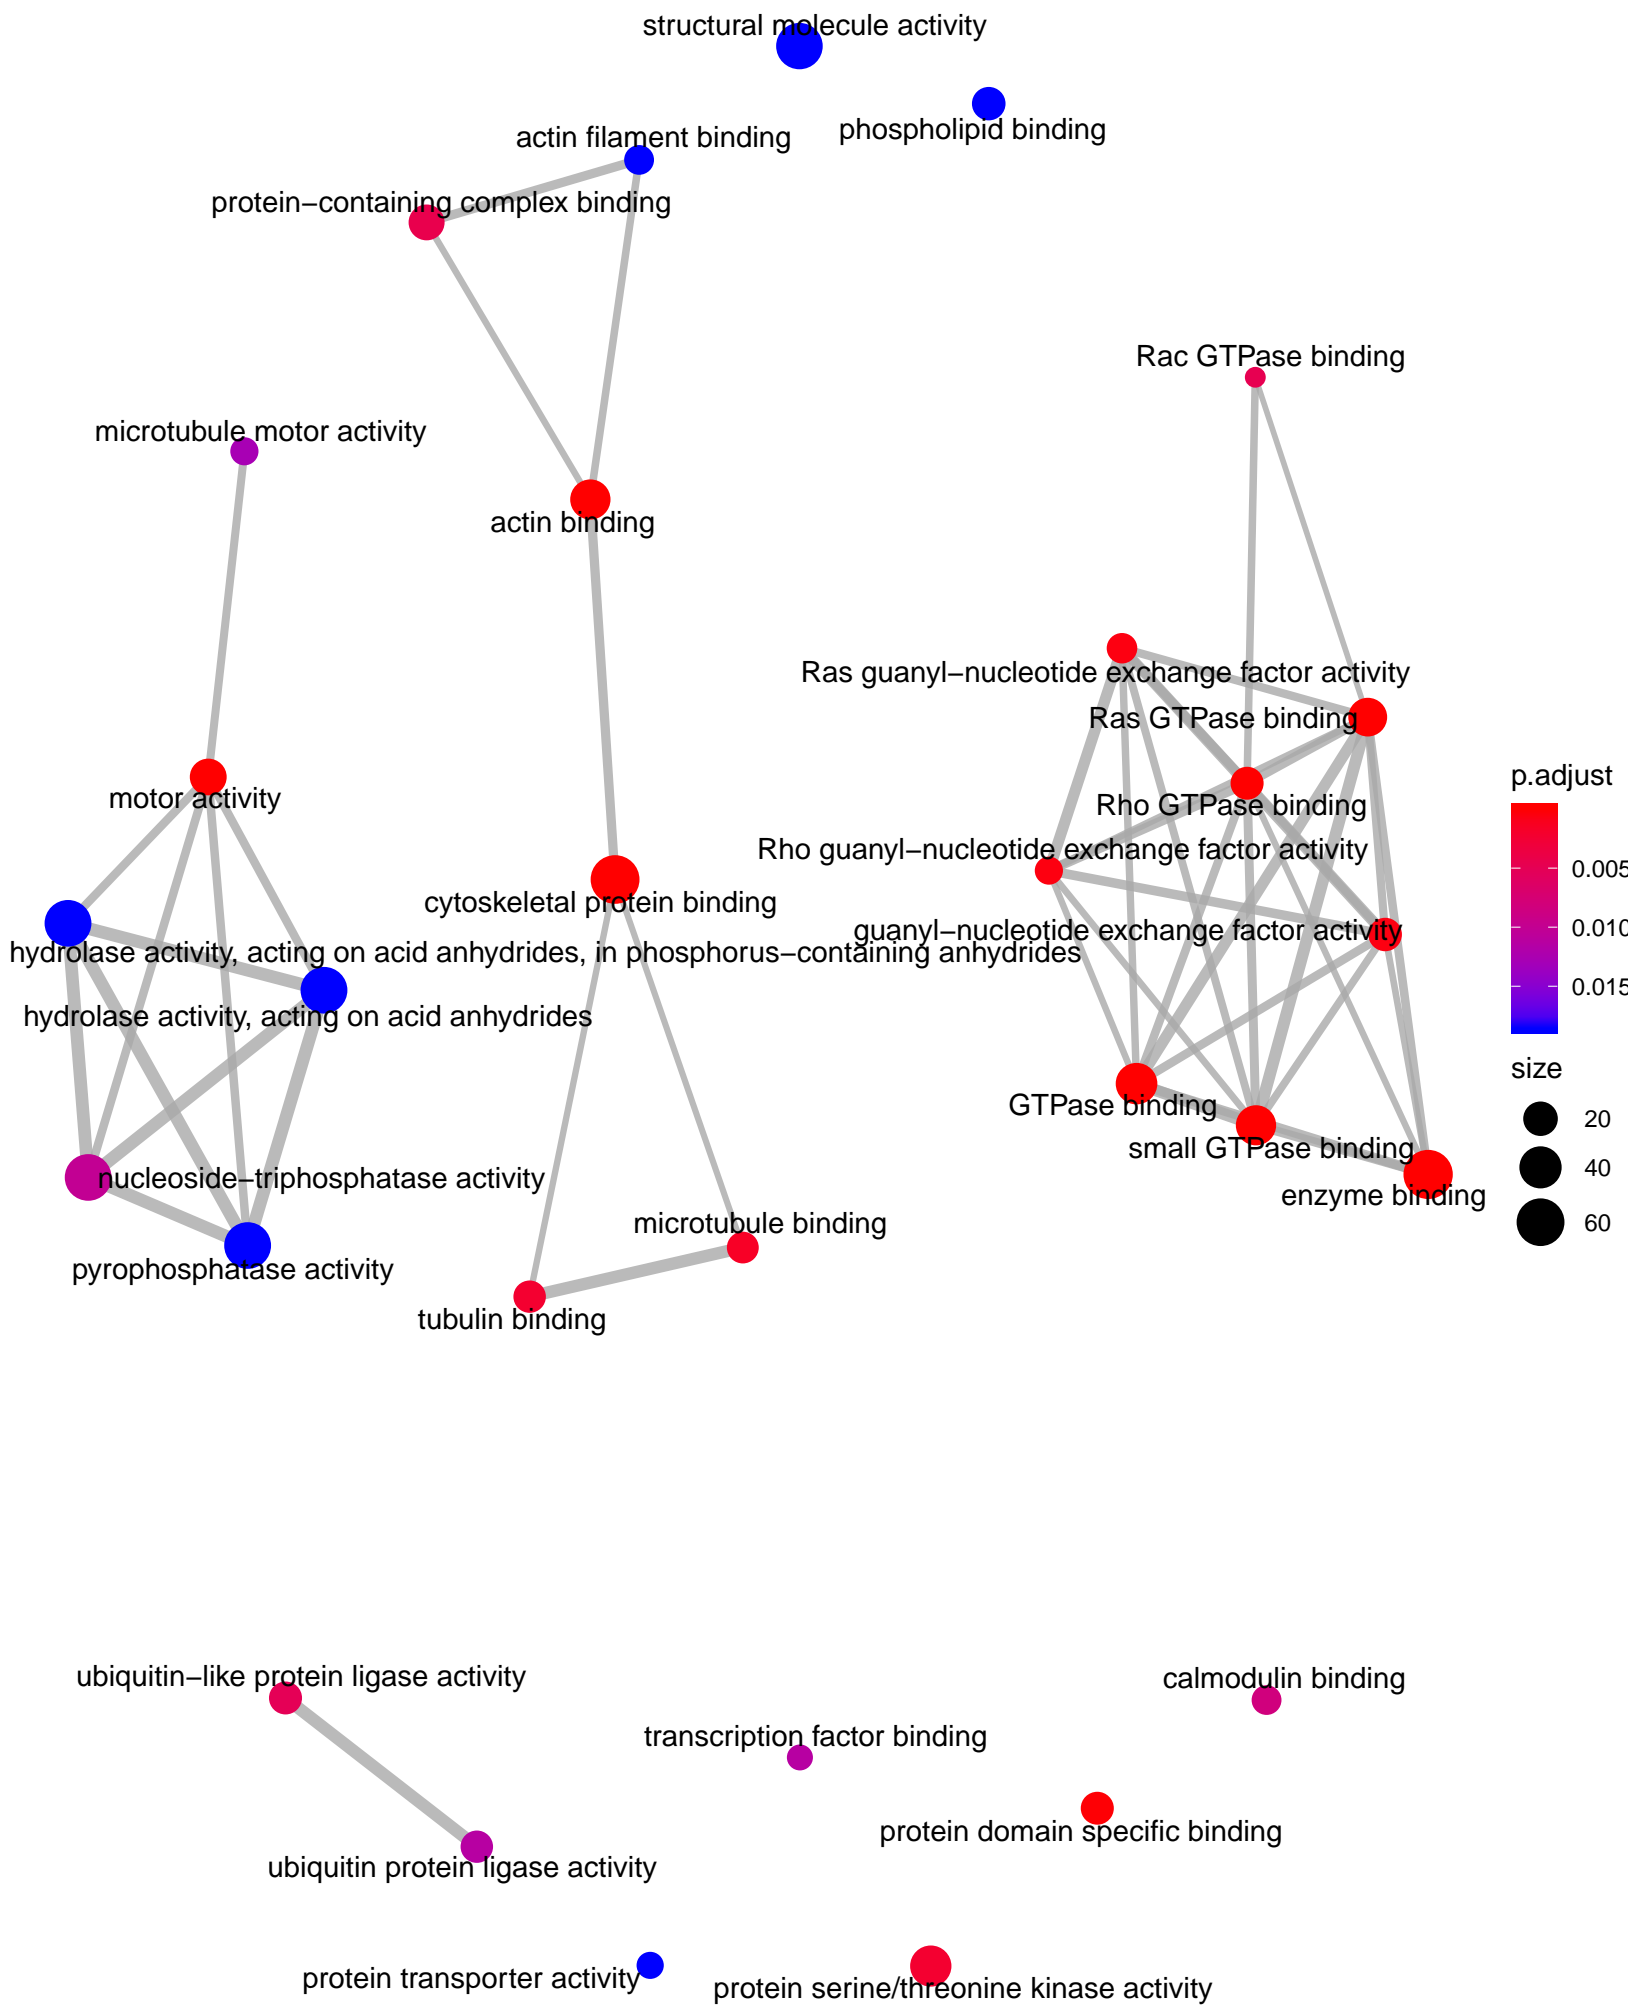 structural molecule activity
phospholipid binding
actin filament binding
protein−containing complex binding
Rac GTPase binding
microtubule motor activity
actin binding
Ras guanyl−nucleotide exchange factor activity
Ras GTPase binding
p.adjust
motor activity
Rho GTPase binding
Rho guanyl−nucleotide exchange factor activity
0.005
cytoskeletal protein binding
guanyl−nucleotide exchange factor activity
0.010
hydrolase activity, acting on acid anhydrides, in phosphorus−containing anhydrides
0.015
hydrolase activity, acting on acid anhydrides
size
GTPase binding
20
small GTPase binding
40
nucleoside−triphosphatase activity
enzyme binding
60
microtubule binding
pyrophosphatase activity
tubulin binding
ubiquitin−like protein ligase activity
calmodulin binding
transcription factor binding
protein domain specific binding
ubiquitin protein ligase activity
protein transporter activity
protein serine/threonine kinase activity